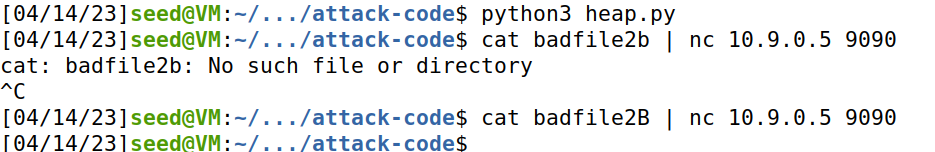 [04/14/23]seed@VM:~/.../attack-code$ python3 heap.py
[04/14/23]seed@VM:~/.../attack-code$ cat badfile2b | nc 10.9.0.5 9090
cat: badfile2b: No such file or directory
^C
[04/14/23]seed@VM:~/.../attack-code$ cat badfile2B | nc 10.9.0.5 9090
[04/14/23]seed@VM:~/.../attack-code$